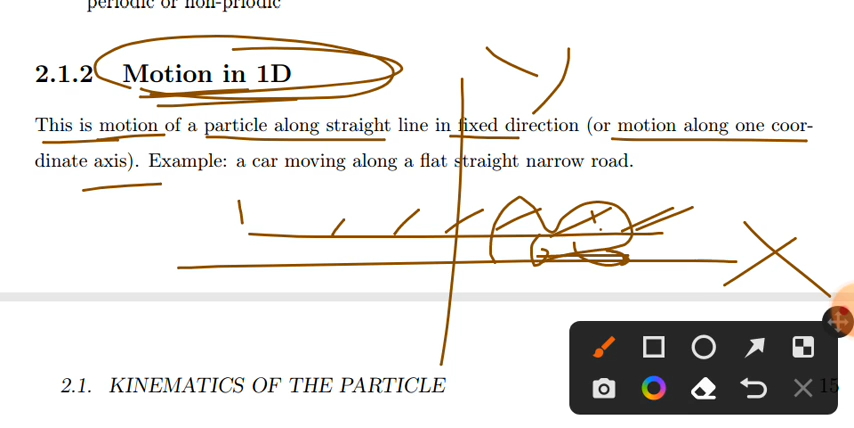 periodic or non-priodic
Y
2.1.2 Motion in 1D
This is motion of a particle along straight line in fixed direction (or motion along one coor-
dinate axis). Example: a car moving along a flat straight narrow road.
X
2.1. KINEMATICS OF THE PARTICLE 15